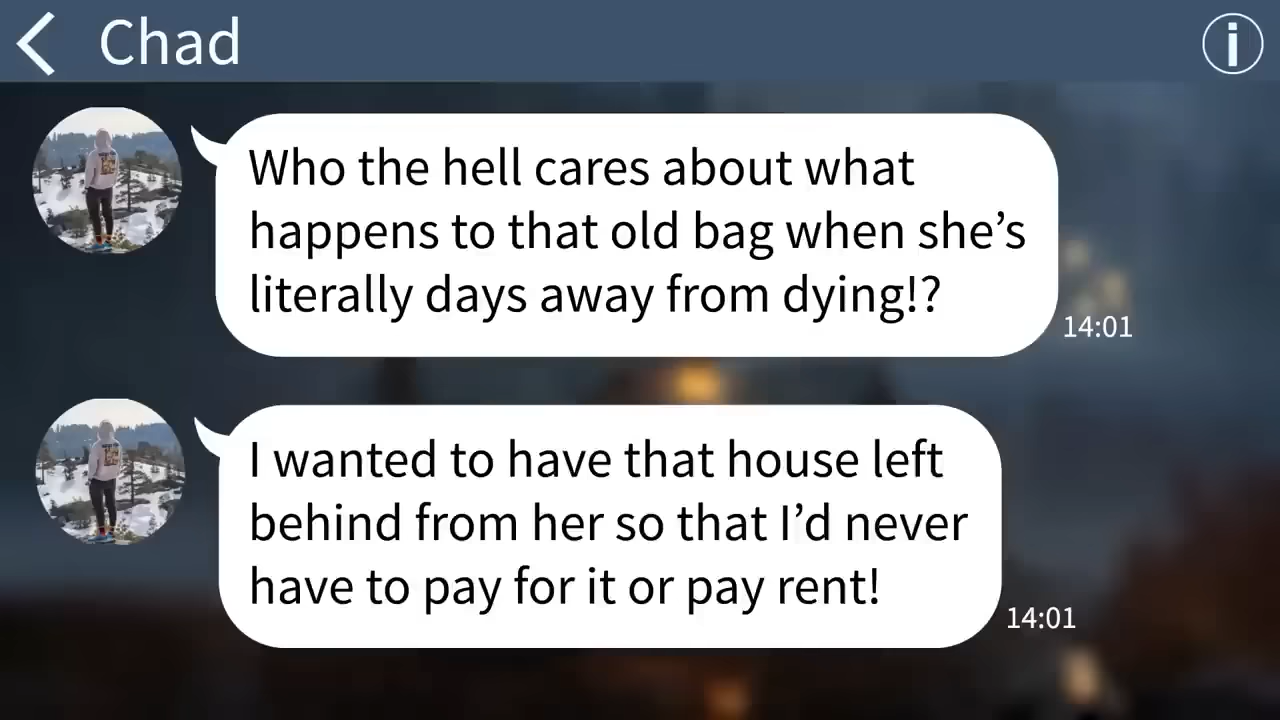 Chad
Who the hell cares about what
happens to that old bag when she’s
literally days away from dying!?
14:01
I wanted to have that house left
behind from her so that I’d never
have to pay for it or pay rent!
14:01